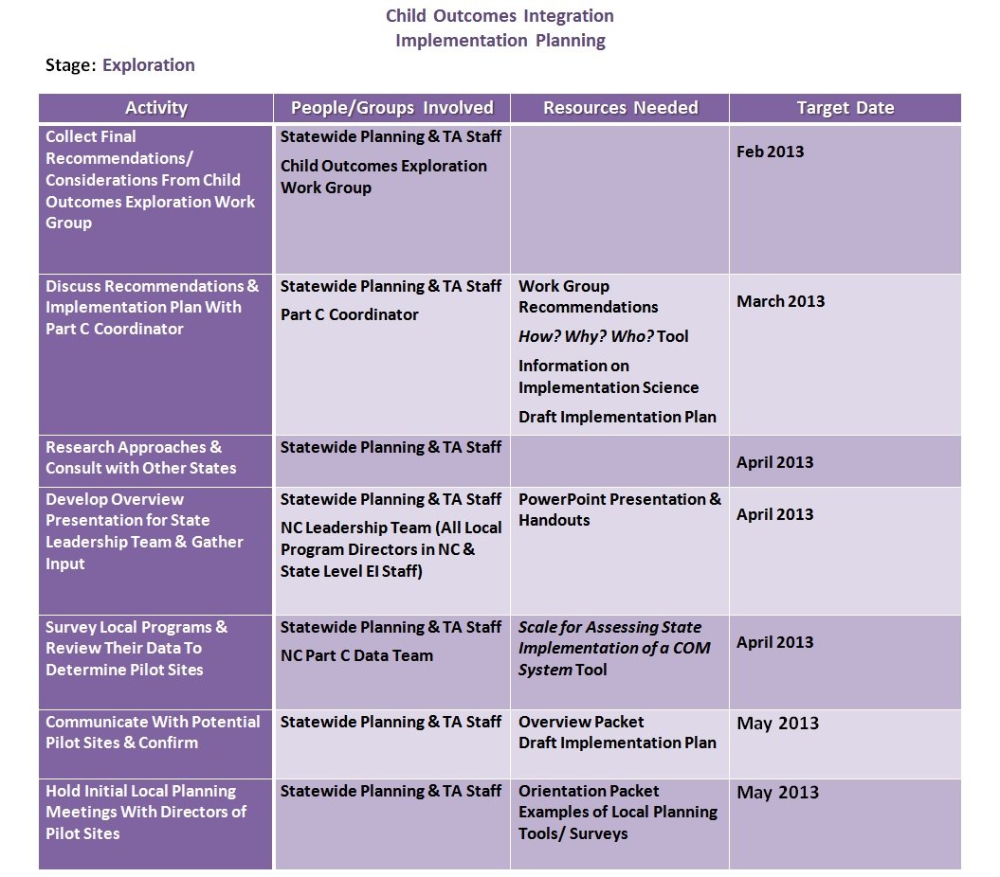 Child Outcomes Integration
Implementation Planning
Stage: Exploration
Activity
People/Groups Involved
Resources Needed
Target Date
Collect Final
Recommendations/
Considerations From Child
Outcomes Exploration Work
Group
Statewide Planning & TA Staff
Child Outcomes Exploration
Work Group
Feb 2013
Discuss Recommendations &
Implementation Plan With
Part C Coordinator
Statewide Planning & TA Staff
Part C Coordinator
Work Group
Recommendations
How? Why? Who? Tool
Information on
Implementation Science
Draft Implementation Plan
March 2013
Research Approaches &
Consult with Other States
Statewide Planning & TA Staff
April 2013
Develop Overview
Presentation for State
Leadership Team & Gather
Input
Statewide Planning & TA Staff
NC Leadership Team (All Local
Program Directors in NC &
State Level EI Staff)
PowerPoint Presentation &
Handouts
April 2013
Survey Local Programs &
Review Their Data To
Determine Pilot Sites
Statewide Planning & TA Staff
NC Part C Data Team
Scale for Assessing State
Implementation of a COM
System Tool
April 2013
Communicate With Potential
Pilot Sites & Confirm
Statewide Planning & TA Staff
Overview Packet
Draft Implementation Plan
May 2013
Hold Initial Local Planning
Meetings With Directors of
Pilot Sites
Statewide Planning & TA Staff
Orientation Packet
Examples of Local Planning
Tools/ Surveys
May 2013